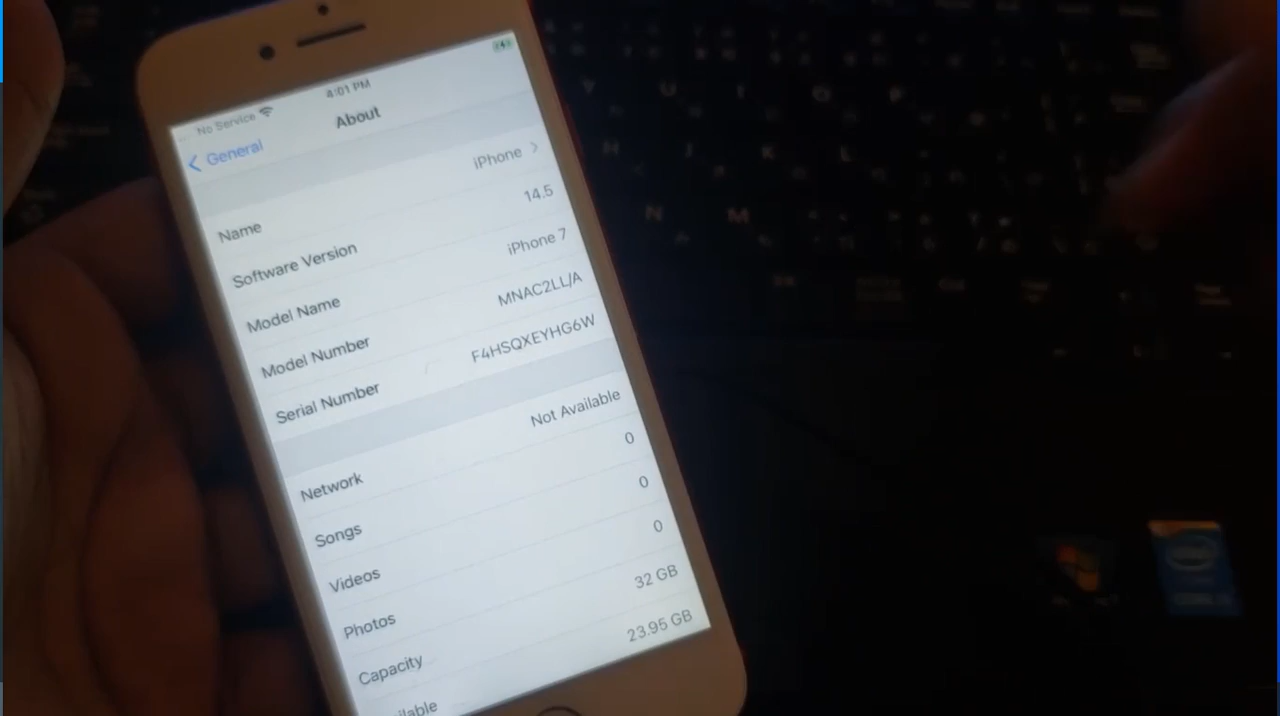 No Service
4:01 PM
General
About
Name
iPhone
Software Version
14.5
Model Name
iPhone 7
Model Number
MNAC2LL/A
Serial Number
F4HSQXEYHG6W
Network
Not Available
Songs
0
Videos
0
Photos
0
Capacity
32 GB
23.95 GB
Y U I O P
H J K L
N M